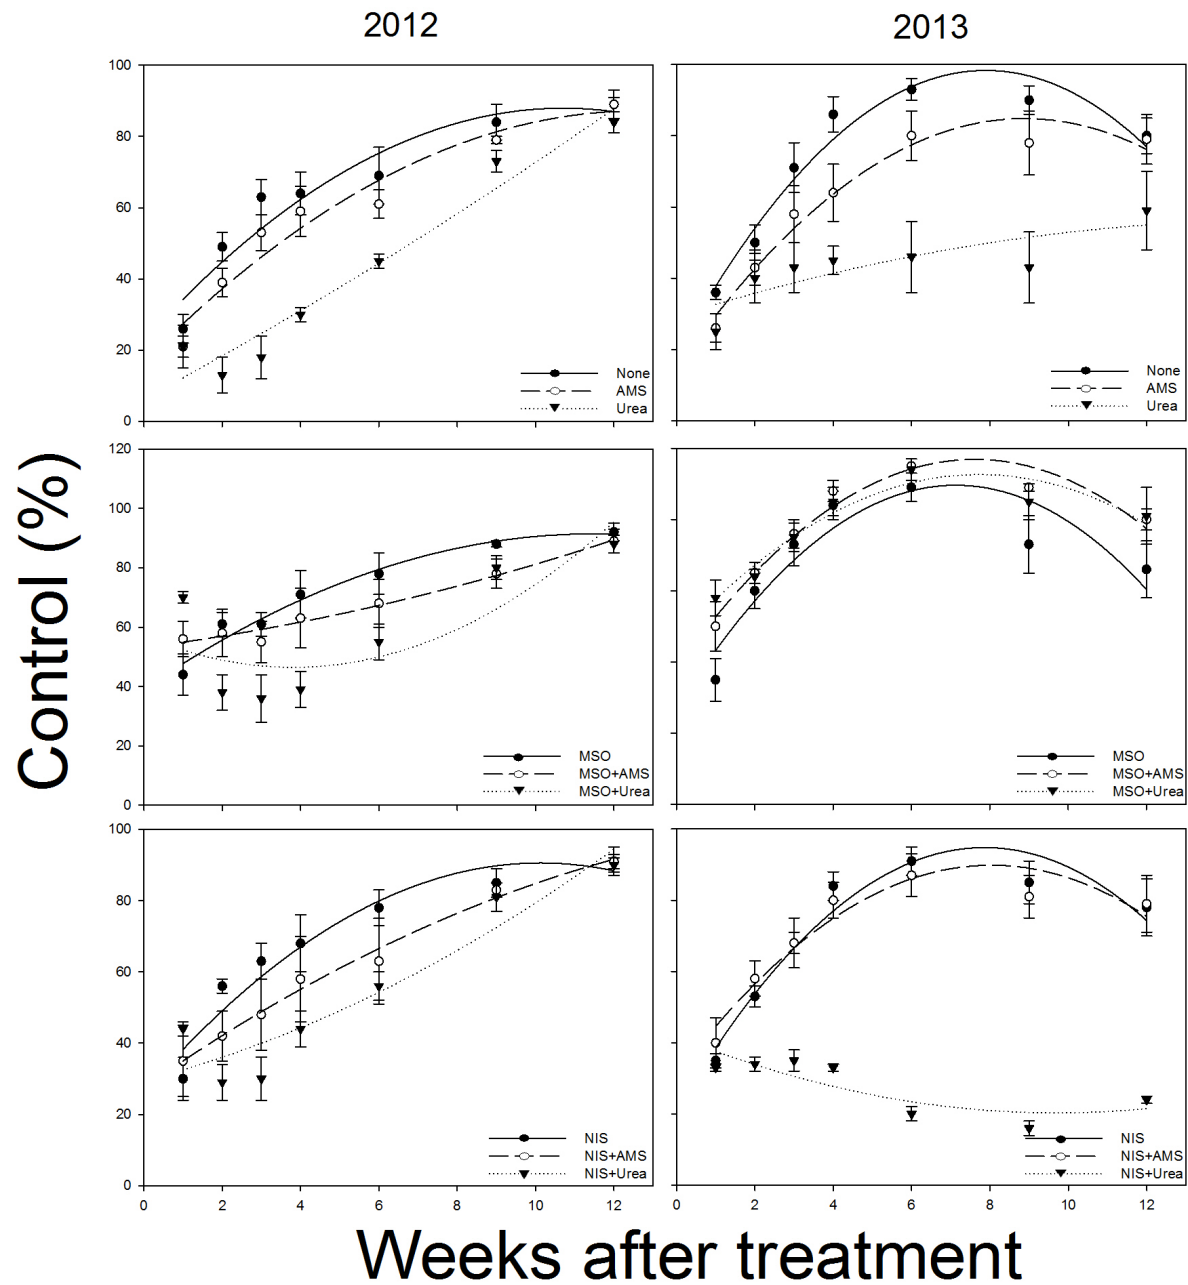 2012
2013
100
80
60
40
20
0
None
AMS
Urea
None
AMS
Urea
120
100
80
60
40
20
0
MSO
MSO+AMS
MSO+Urea
MSO
MSO+AMS
MSO+Urea
100
80
60
40
20
0
NIS
NIS+AMS
NIS+Urea
NIS
NIS+AMS
NIS+Urea
0 2 4 6 8 10 12
0 2 4 6 8 10 12
Control (%)
Weeks after treatment